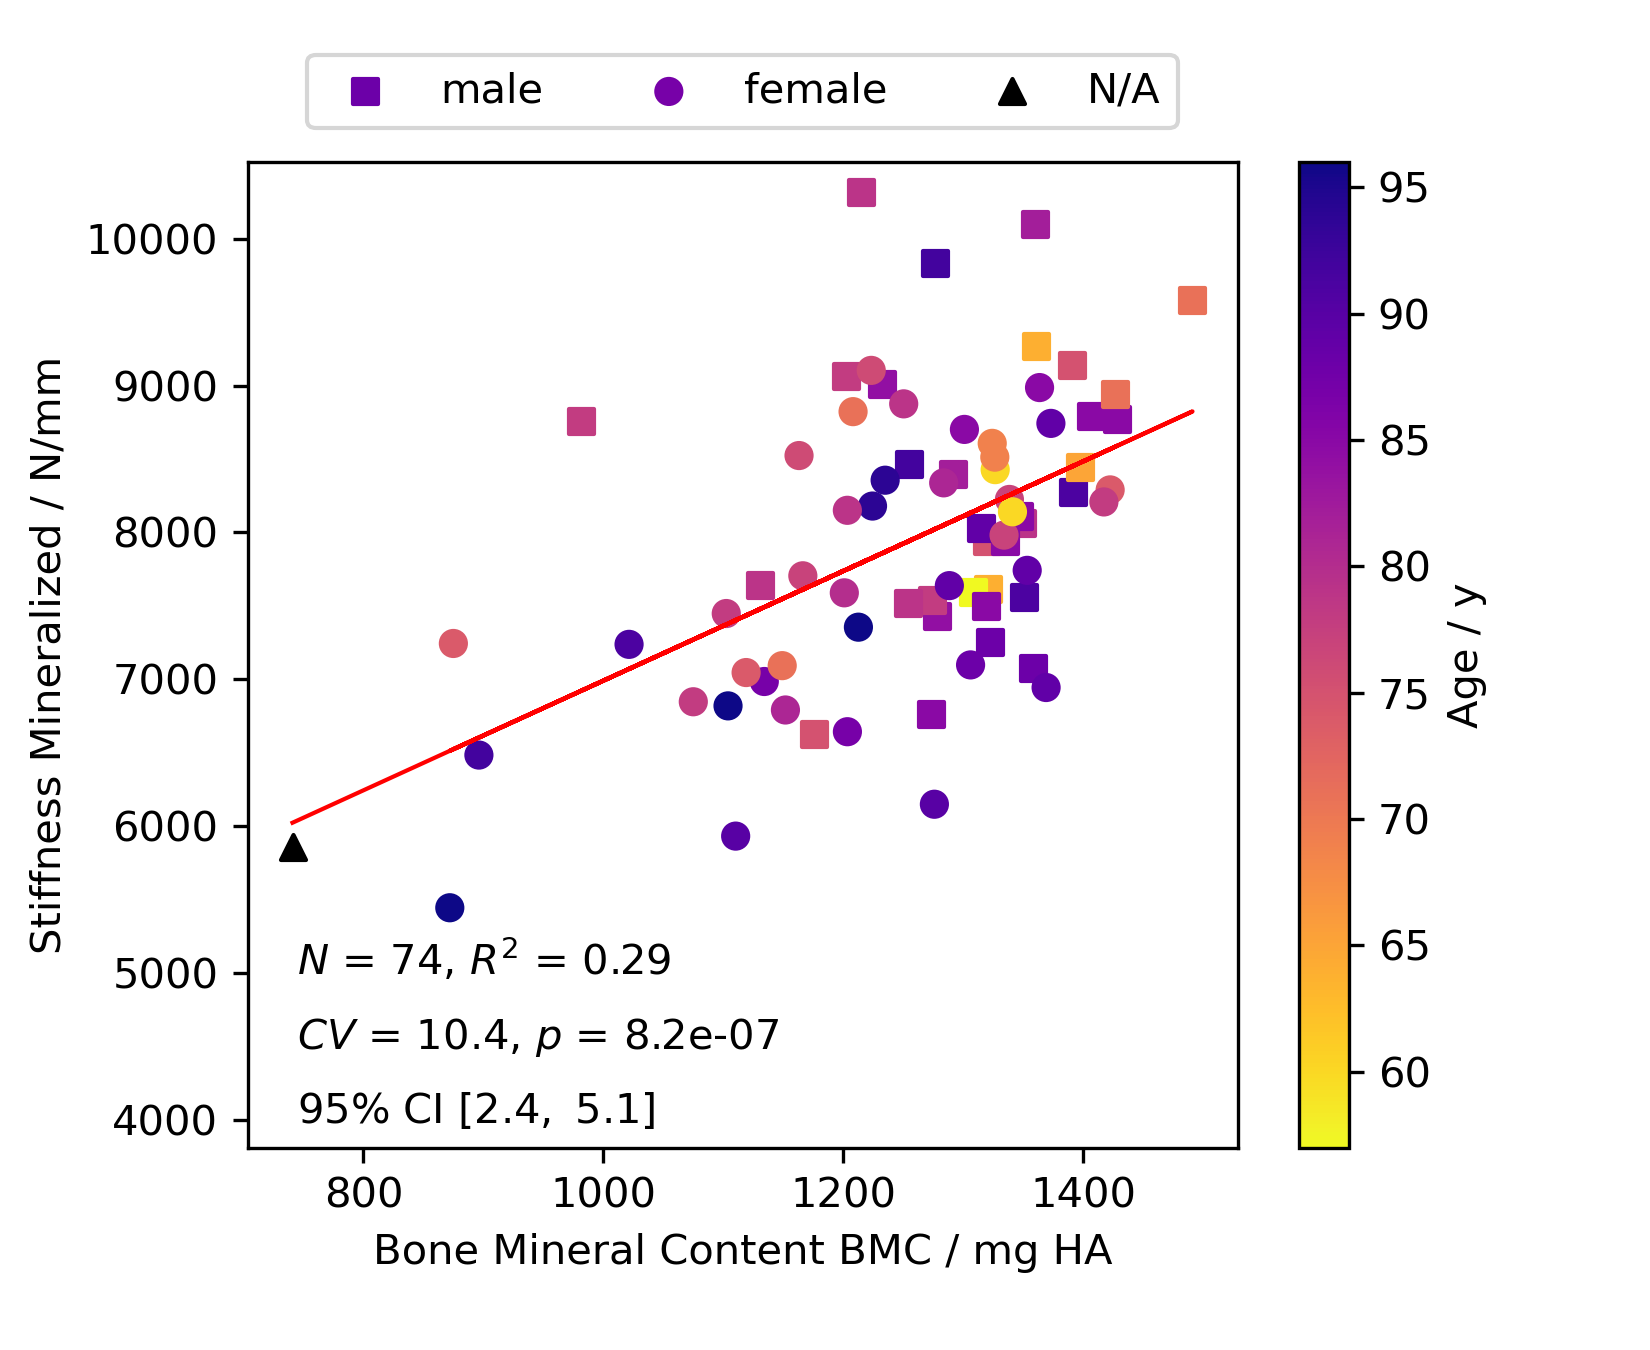 male female N/A
10000
9000
8000
7000
6000
5000
4000
Stiffness Mineralized / N/mm
N = 74, R² = 0.29
CV = 10.4, p = 8.2e-07
95% CI [2.4, 5.1]
800 1000 1200 1400
Bone Mineral Content BMC / mg HA
95
90
85
80
75
70
65
60
Age / y